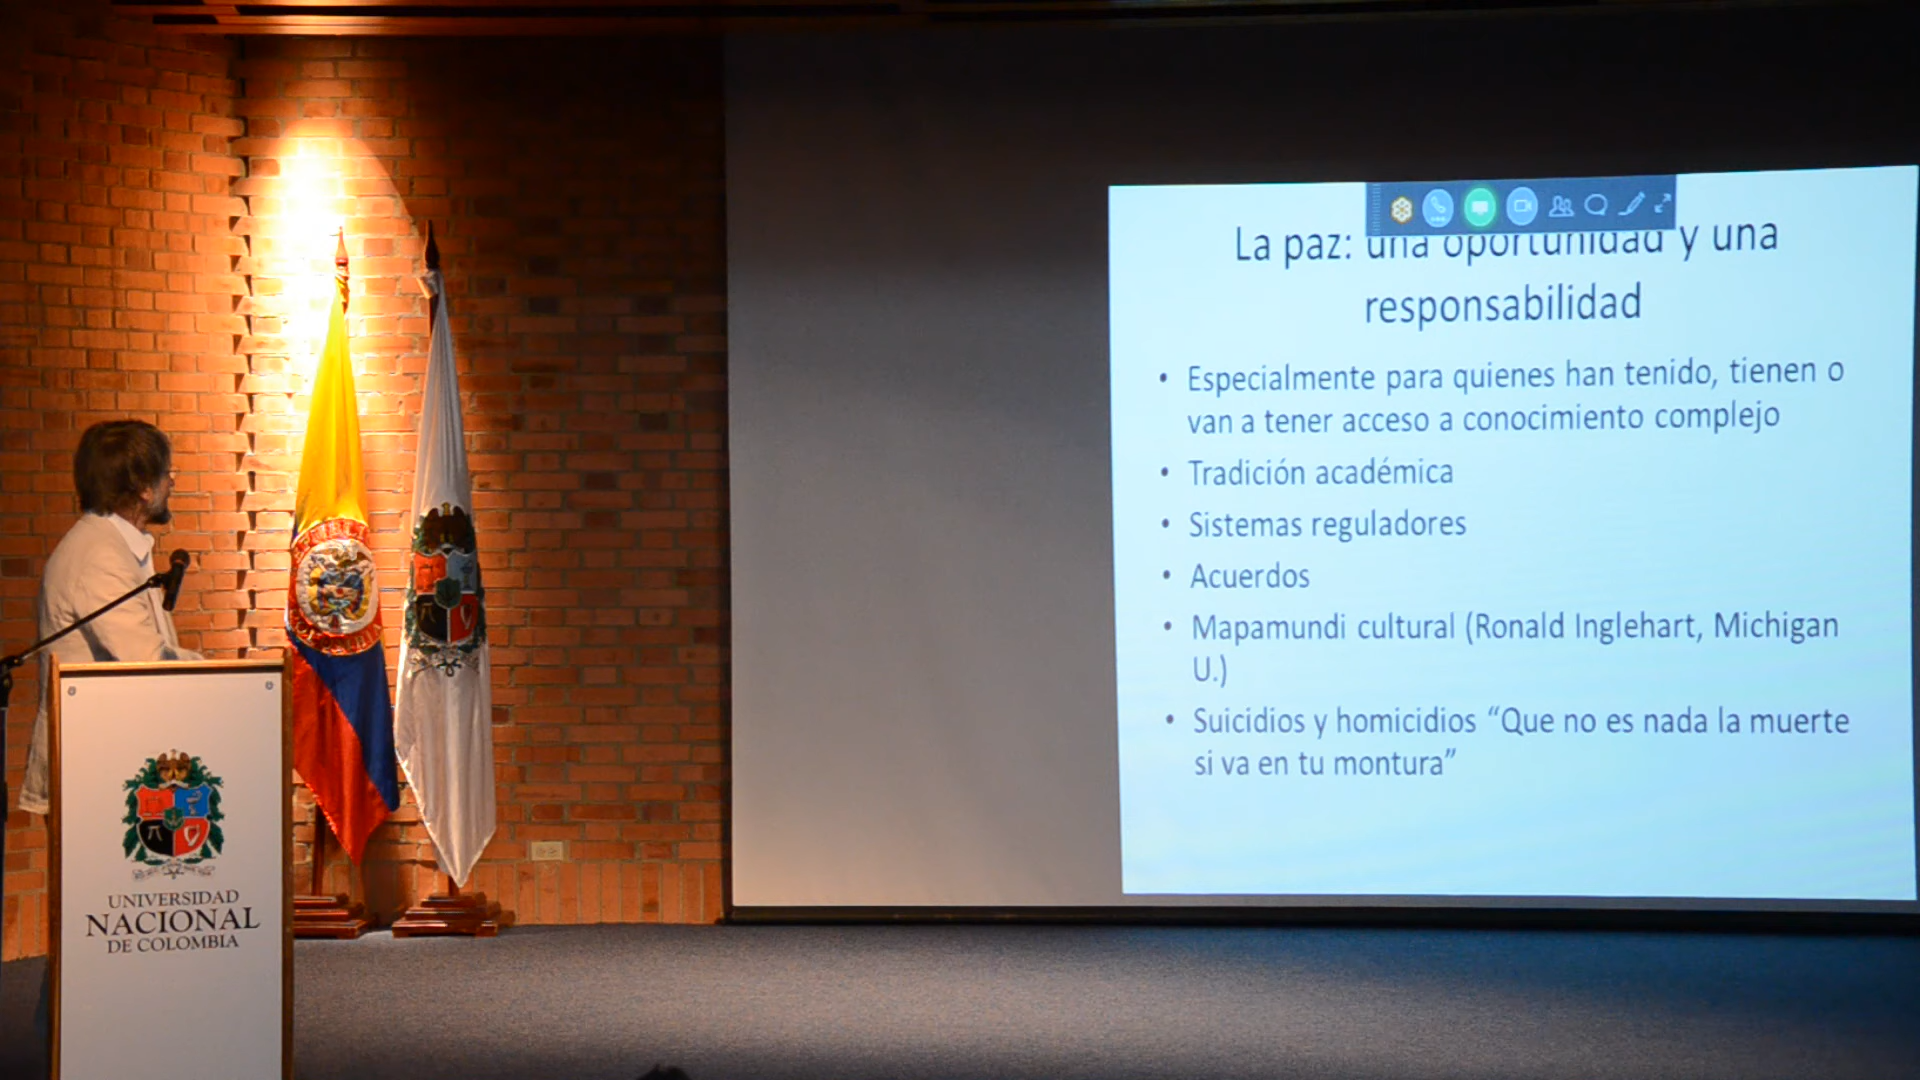 La paz: una oportunidad y una
responsabilidad
• Especialmente para quienes han tenido, tienen o
van a tener acceso a conocimiento complejo
• Tradición académica
• Sistemas reguladores
• Acuerdos
• Mapamundi cultural (Ronald Inglehart, Michigan
U.)
• Suicidios y homicidios “Que no es nada la muerte
si va en tu montura”
UNIVERSIDAD
NACIONAL
DE COLOMBIA